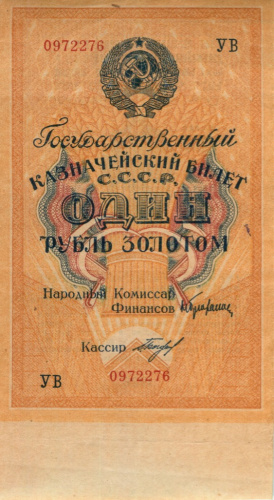 0972276 УВ
Государственный
КАЗНАЧЕЙСКИЙ БИЛЕТ
С.С.С.Р.
ОДИН
РУБЛЬ ЗОЛОТОМ
Народный Комиссар
Финансов
Кассир
УВ 0972276